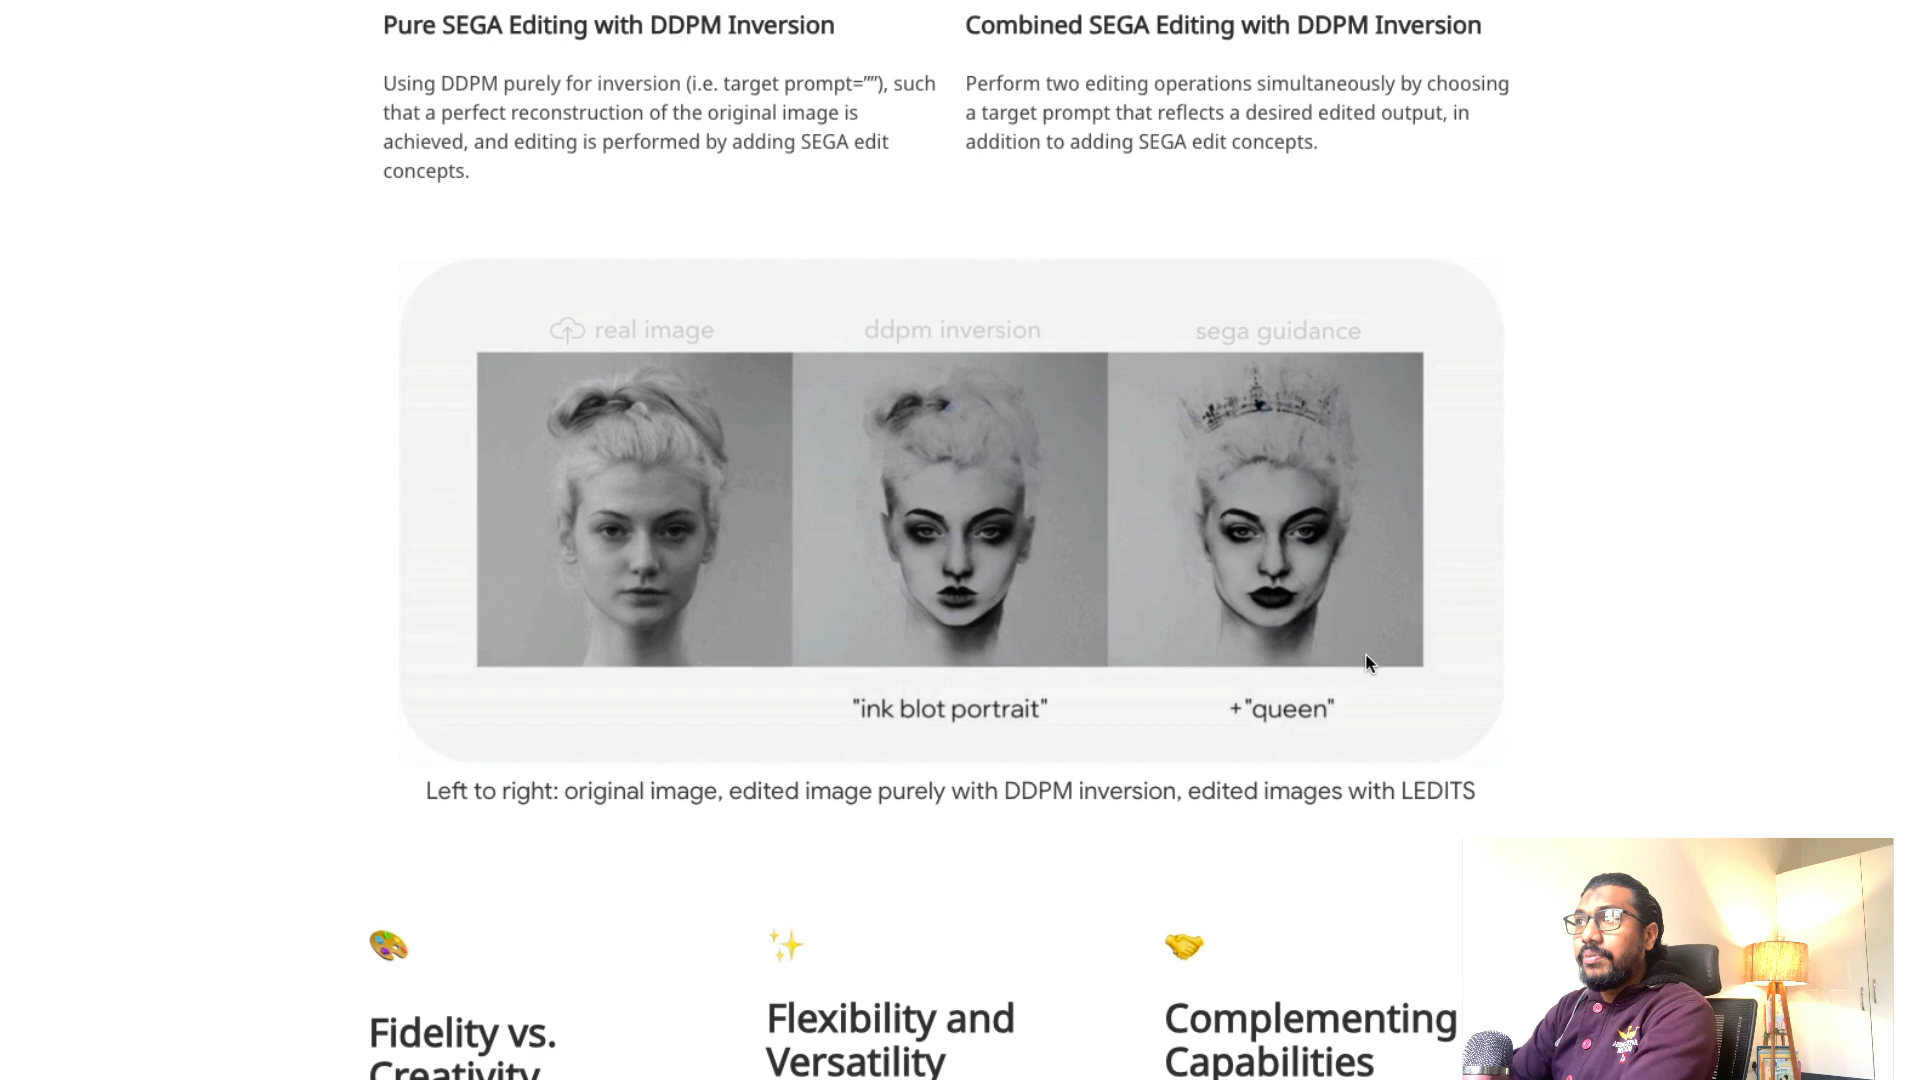 Pure SEGA Editing with DDPM Inversion
Using DDPM purely for inversion (i.e. target prompt=””), such
that a perfect reconstruction of the original image is
achieved, and editing is performed by adding SEGA edit
concepts.
Combined SEGA Editing with DDPM Inversion
Perform two editing operations simultaneously by choosing
a target prompt that reflects a desired edited output, in
addition to adding SEGA edit concepts.
real image
ddpm inversion
sega guidance
"ink blot portrait"
+"queen"
Left to right: original image, edited image purely with DDPM inversion, edited images with LEDITS
Fidelity vs.
Creativity
Flexibility and
Versatility
Complementing
Capabilities